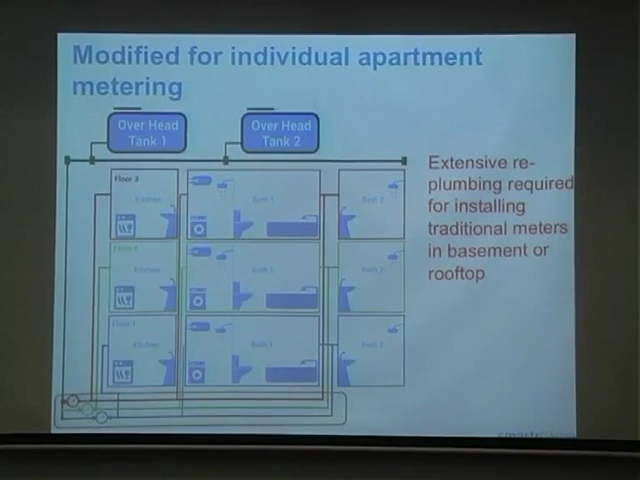 Modified for individual apartment
metering
Over Head
Tank 1
Over Head
Tank 2
Extensive re-
plumbing required
for installing
traditional meters
in basement or
rooftop
Floor 3
Kitchen
Bath 1
Bath 2
Floor 2
Kitchen
Bath 1
Bath 2
Floor 1
Kitchen
Bath 1
Bath 2